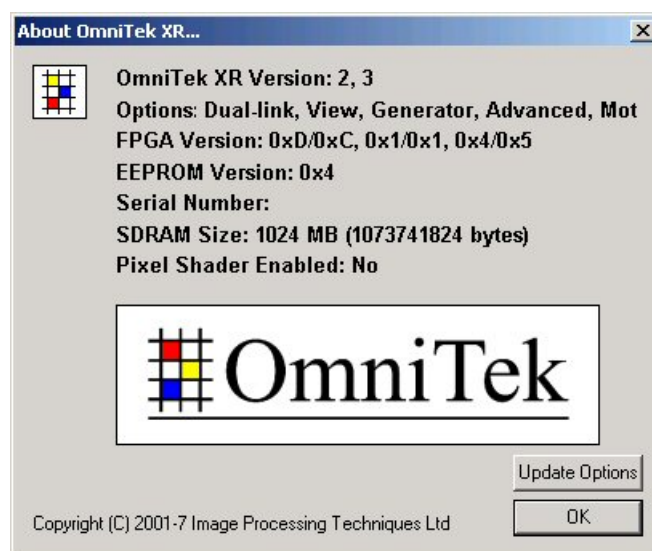 About OmniTek XR...
OmniTek XR Version: 2, 3
Options: Dual-link, View, Generator, Advanced, Mot
FPGA Version: 0xD/0xC, 0x1/0x1, 0x4/0x5
EEPROM Version: 0x4
Serial Number:
SDRAM Size: 1024 MB (1073741824 bytes)
Pixel Shader Enabled: No
OmniTek
Update Options
Copyright (C) 2001-7 Image Processing Techniques Ltd
OK